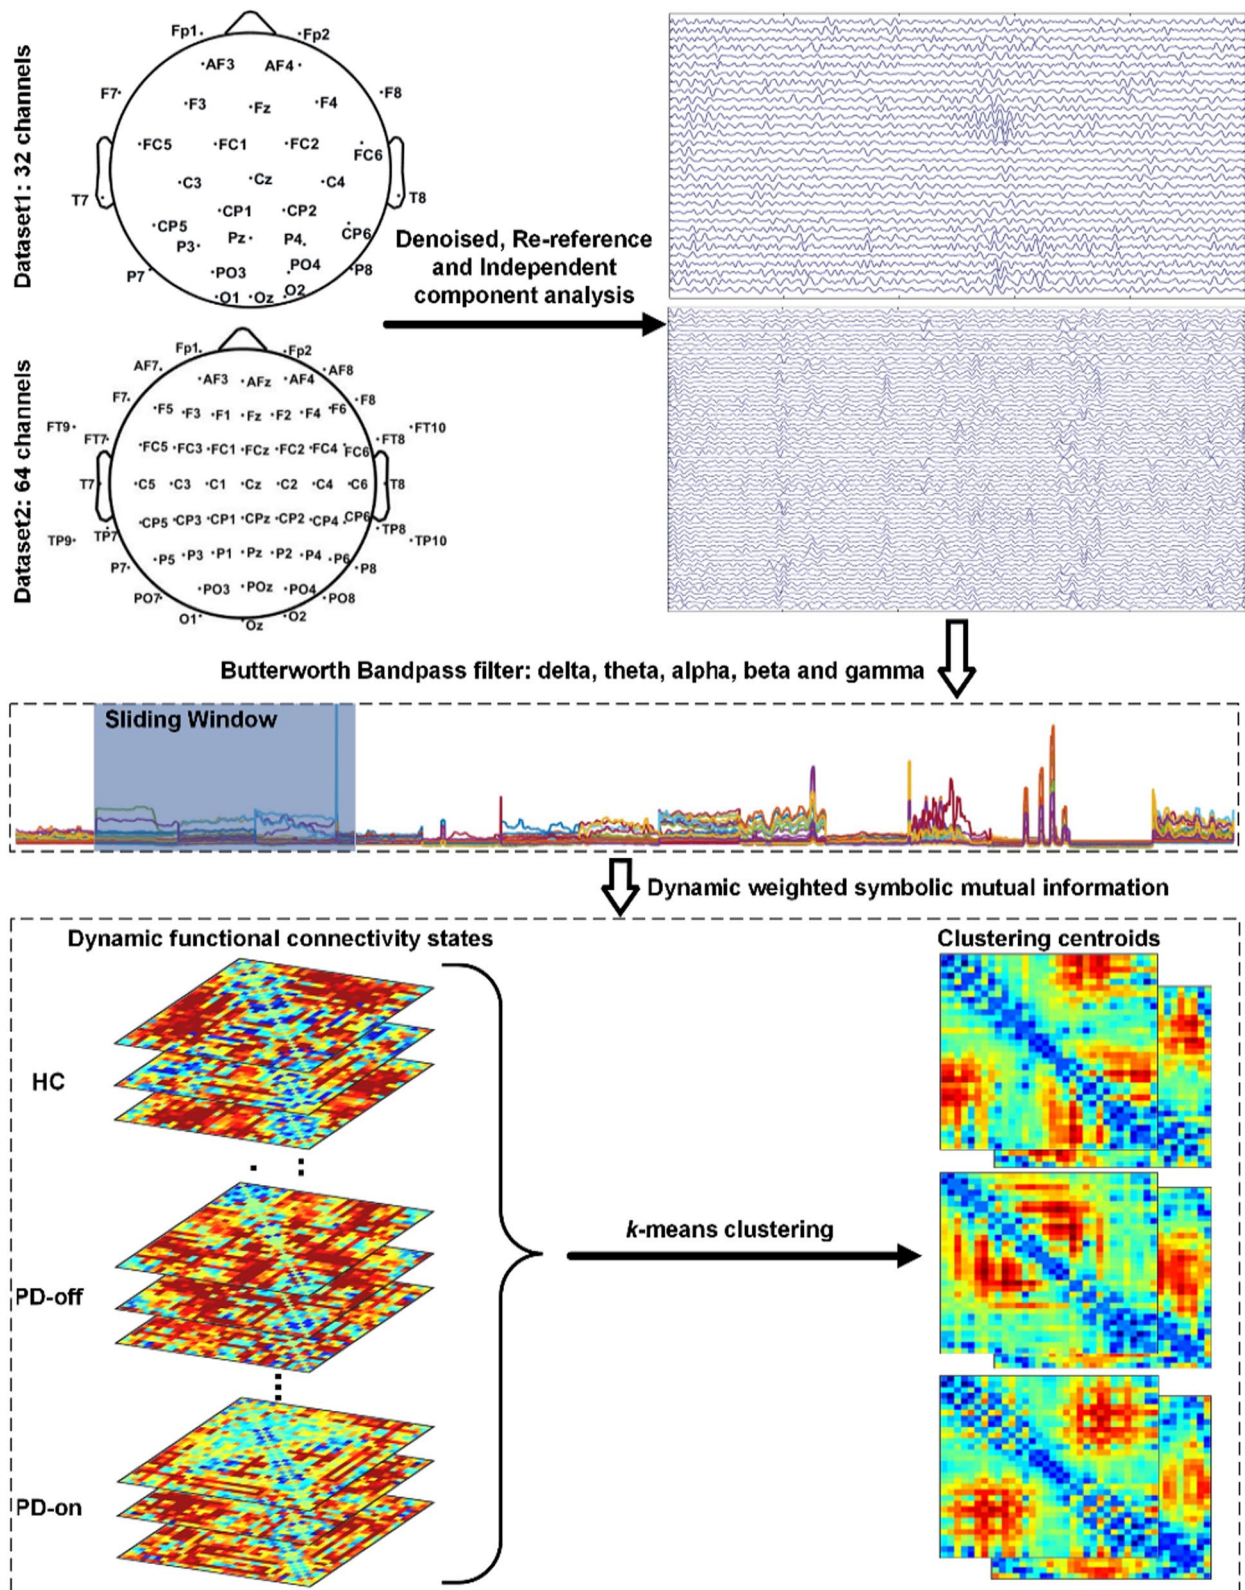 Dataset1: 32 channels
Fp1 Fp2
AF3 AF4
F7 F3 Fz F4 F8
FC5 FC1 FC2 FC6
T7 C3 Cz C4 T8
CP5 CP1 CP2 CP6
P7 P3 Pz P4 P8
PO3 PO4
O1 Oz O2
Denoised, Re-reference
and Independent
component analysis
Dataset2: 64 channels
Fp1 Fp2
AF7 AF3 AFz AF4 AF8
F7 F5 F3 F1 Fz F2 F4 F6 F8
FT9 FT7 FT8 FT10
FC5 FC3 FC1 FCz FC2 FC4 FC6
T7 C5 C3 C1 Cz C2 C4 C6 T8
CP5 CP3 CP1 CPz CP2 CP4 CP6
TP9 TP7 TP8 TP10
P7 P5 P3 P1 Pz P2 P4 P6 P8
PO7 PO3 POz PO4 PO8
O1 Oz O2
Butterworth Bandpass filter: delta, theta, alpha, beta and gamma
Sliding Window
Dynamic weighted symbolic mutual information
Dynamic functional connectivity states
Clustering centroids
HC
PD-off
k-means clustering
PD-on